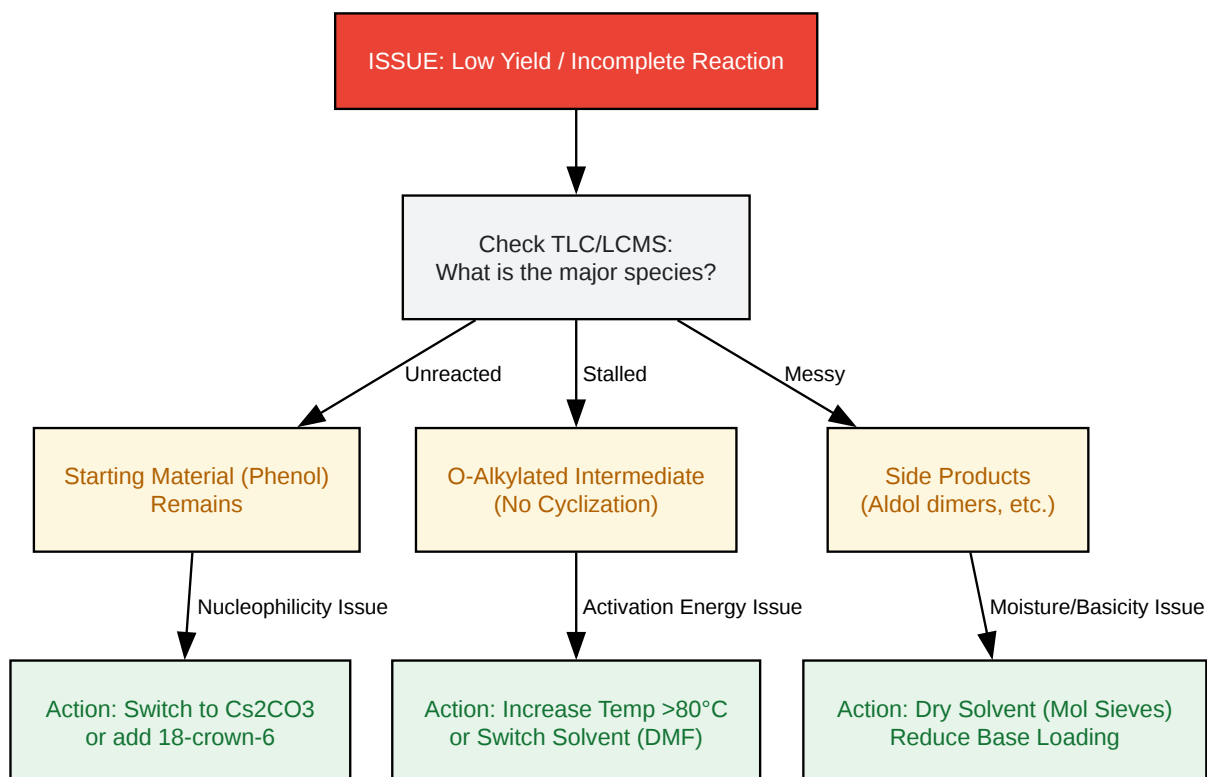 ISSUE: Low Yield / Incomplete Reaction
Check TLC/LCMS:
What is the major species?
Unreacted
Stalled
Messy
Starting Material (Phenol)
Remains
O-Alkylated Intermediate
(No Cyclization)
Side Products
(Aldol dimers, etc.)
Nucleophilicity Issue
Activation Energy Issue
Moisture/Basicity Issue
Action: Switch to Cs2CO3
or add 18-crown-6
Action: Increase Temp >80°C
or Switch Solvent (DMF)
Action: Dry Solvent (Mol Sieves)
Reduce Base Loading